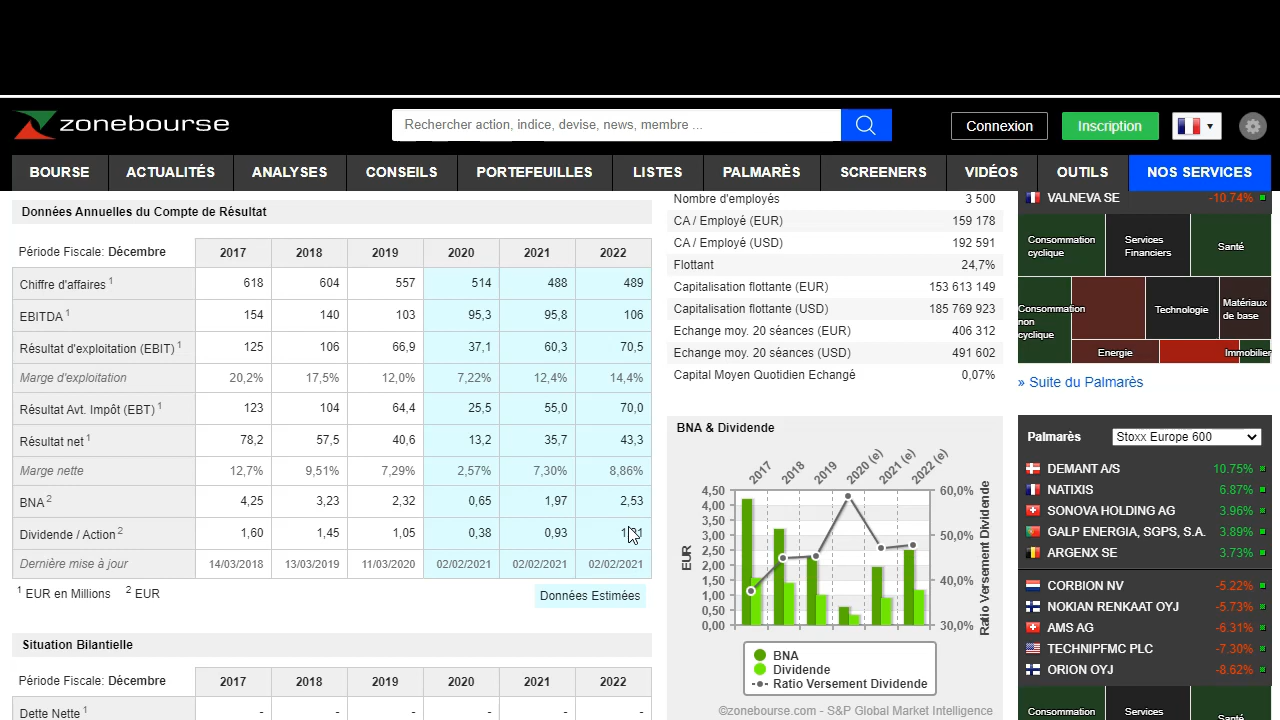 zonebourse
Rechercher action, indice, devise, news, membre ...
Connexion
Inscription
BOURSE ACTUALITÉS ANALYSES CONSEILS PORTEFEUILLES LISTES PALMARÈS SCREENERS VIDÉOS OUTILS NOS SERVICES
Données Annuelles du Compte de Résultat
Période Fiscale: Décembre 2017 2018 2019 2020 2021 2022
Chiffre d'affaires 1 618 604 557 514 488 489
EBITDA 1 154 140 103 95,3 95,8 106
Résultat d'exploitation (EBIT) 1 125 106 66,9 37,1 60,3 70,5
Marge d'exploitation 20,2% 17,5% 12,0% 7,22% 12,4% 14,4%
Résultat Avt. Impôt (EBT) 1 123 104 64,4 25,5 55,0 70,0
Résultat net 1 78,2 57,5 40,6 13,2 35,7 43,3
Marge nette 12,7% 9,51% 7,29% 2,57% 7,30% 8,86%
BNA 2 4,25 3,23 2,32 0,65 1,97 2,53
Dividende / Action 2 1,60 1,45 1,05 0,38 0,93
Dernière mise à jour 14/03/2018 13/03/2019 11/03/2020 02/02/2021 02/02/2021 02/02/2021
1 EUR en Millions 2 EUR
Données Estimées
Situation Bilantielle
Période Fiscale: Décembre 2017 2018 2019 2020 2021 2022
Dette Nette 1 - - - - - -
Nombre d'employés 3 500
CA / Employé (EUR) 159 178
CA / Employé (USD) 192 591
Flottant 24,7%
Capitalisation flottante (EUR) 153 613 149
Capitalisation flottante (USD) 185 769 923
Echange moy. 20 séances (EUR) 406 312
Echange moy. 20 séances (USD) 491 602
Capital Moyen Quotidien Echangé 0,07%
BNA & Dividende
2017 2018 2019 2020 (e) 2021 (e) 2022 (e)
4,50
4,00
3,50
3,00
2,50
2,00
1,50
1,00
0,50
0,00
EUR
60,0%
50,0%
40,0%
30,0%
Ratio Versement Dividende
BNA
Dividende
Ratio Versement Dividende
©zonebourse.com - S&P Global Market Intelligence
VALNEVA SE -10.74%
Consommation
cyclique
Services
Financiers
Santé
Consommation
non
cyclique
Technologie
Matériaux
de base
Energie
Immobilier
» Suite du Palmarès
Palmarès Stoxx Europe 600
DEMANT A/S 10.75%
NATIXIS 6.87%
SONOVA HOLDING AG 3.96%
GALP ENERGIA, SGPS, S.A. 3.89%
ARGENX SE 3.73%
CORBION NV -5.22%
NOKIAN RENKAAT OYJ -5.73%
AMS AG -6.31%
TECHNIPFMC PLC -7.30%
ORION OYJ -8.62%
Consommation
Services
Santé